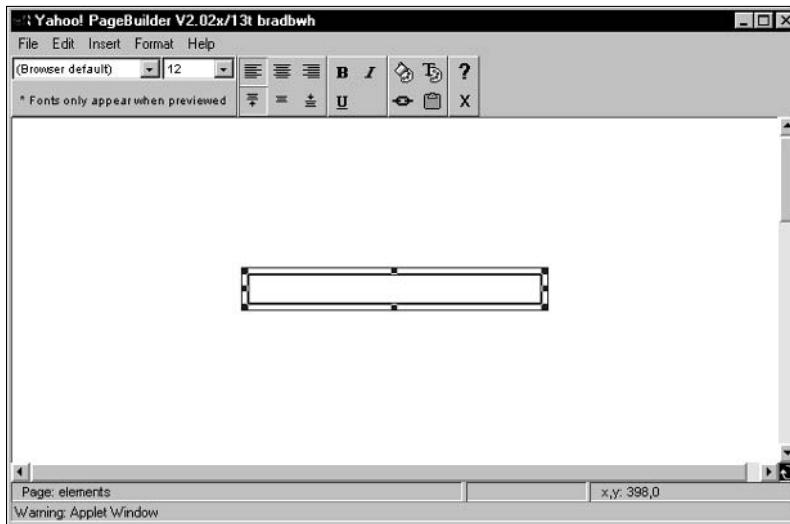 Yahoo! PageBuilder V2.02x/13t bradbwh
File Edit Insert Format Help
(Browser default) 12
B I T ?
* Fonts only appear when previewed
U X
Page: elements x,y: 398,0
Warning: Applet Window